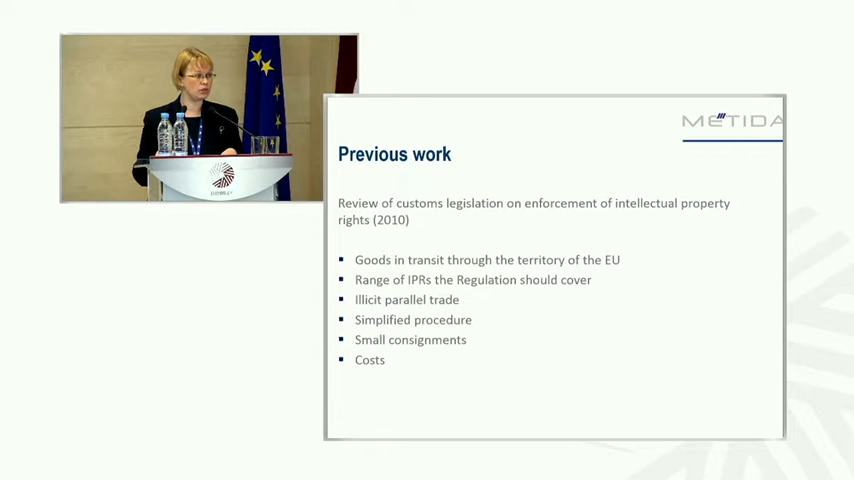 METIDA
Previous work
Review of customs legislation on enforcement of intellectual property
rights (2010)
▪ Goods in transit through the territory of the EU
▪ Range of IPRs the Regulation should cover
▪ Illicit parallel trade
▪ Simplified procedure
▪ Small consignments
▪ Costs